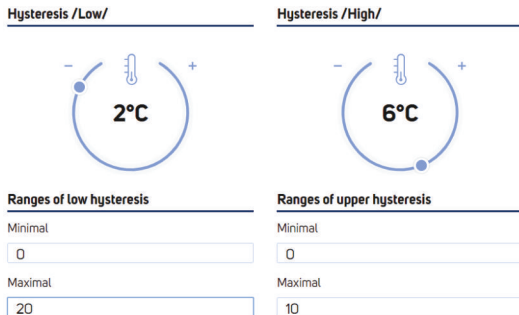 Hysteresis /Low/
Hysteresis /High/
− +
− +
2°C
6°C
Ranges of low hysteresis
Ranges of upper hysteresis
Minimal
Minimal
0
0
Maximal
Maximal
20
10